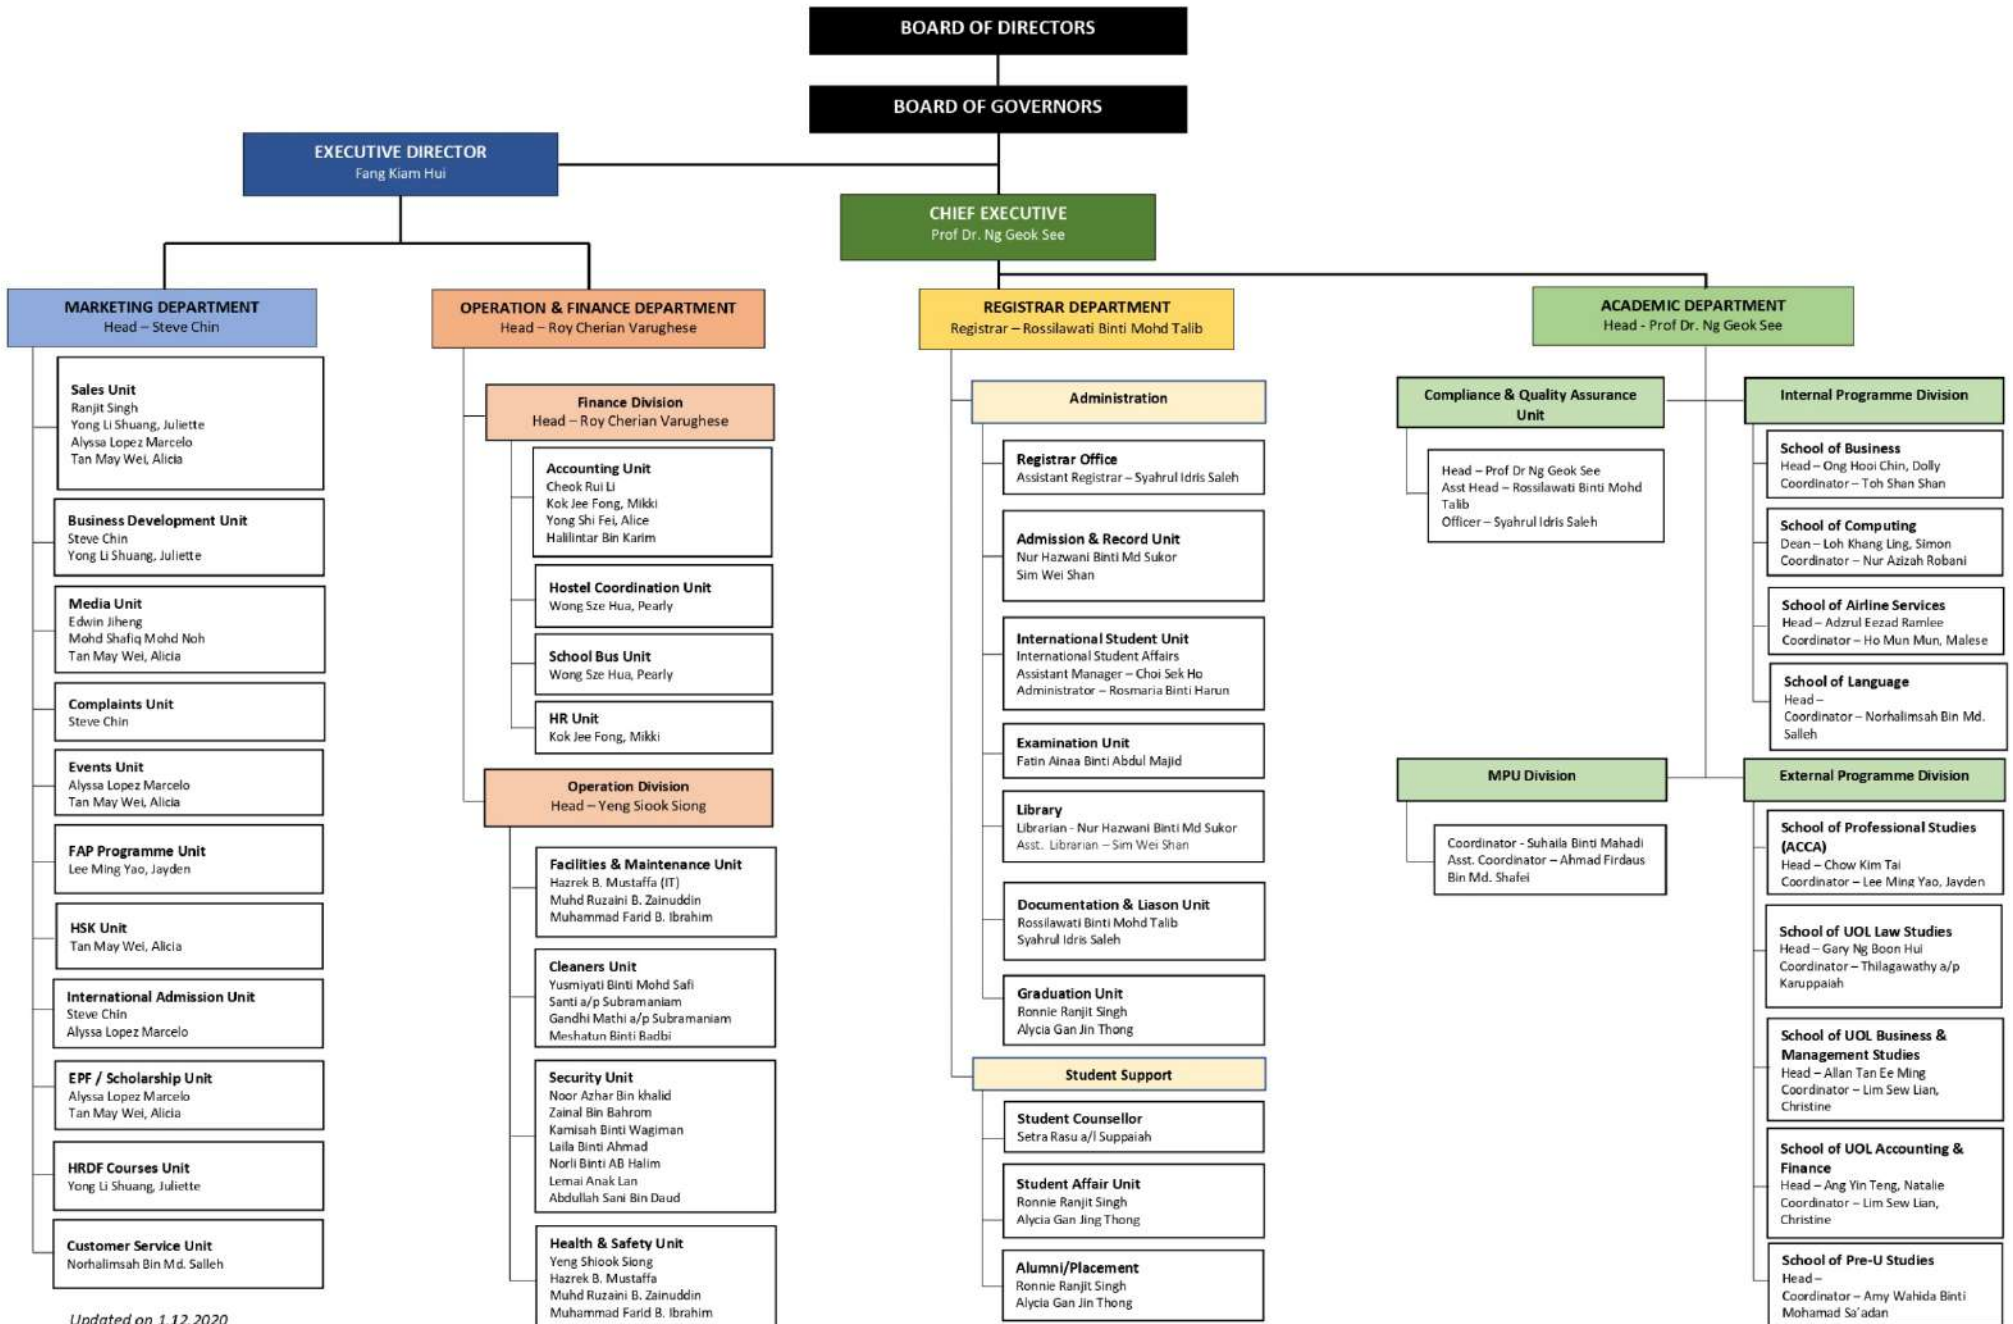 BOARD OF DIRECTORS
BOARD OF GOVERNORS
EXECUTIVE DIRECTOR
Fang Kiam Hui
CHIEF EXECUTIVE
Prof Dr. Ng Geok See
MARKETING DEPARTMENT
Head – Steve Chin
Sales Unit
Ranjit Singh
Yong Li Shuang, Juliette
Alyssa Lopez Marcelo
Tan May Wei, Alicia
Business Development Unit
Steve Chin
Yong Li Shuang, Juliette
Media Unit
Edwin Jiheng
Mohd Shafiq Mohd Noh
Tan May Wei, Alicia
Complaints Unit
Steve Chin
Events Unit
Alyssa Lopez Marcelo
Tan May Wei, Alicia
FAP Programme Unit
Lee Ming Yao, Jayden
HSK Unit
Tan May Wei, Alicia
International Admission Unit
Steve Chin
Alyssa Lopez Marcelo
EPF / Scholarship Unit
Alyssa Lopez Marcelo
Tan May Wei, Alicia
HRDF Courses Unit
Yong Li Shuang, Juliette
Customer Service Unit
Norhalimsah Bin Md. Salleh
Updated on 1.12.2020
OPERATION & FINANCE DEPARTMENT
Head – Roy Cherian Varughese
Finance Division
Head – Roy Cherian Varughese
Accounting Unit
Cheok Rui Li
Kok Jee Fong, Mikki
Yong Shi Fei, Alice
Halilintar Bin Karim
Hostel Coordination Unit
Wong Sze Hua, Pearly
School Bus Unit
Wong Sze Hua, Pearly
HR Unit
Kok Jee Fong, Mikki
Operation Division
Head – Yeng Siook Siong
Facilities & Maintenance Unit
Hazrek B. Mustaffa (IT)
Muhd Ruzaini B. Zainuddin
Muhammad Farid B. Ibrahim
Cleaners Unit
Yusmiyati Binti Mohd Safi
Santi a/p Subramaniam
Gandhi Mathi a/p Subramaniam
Meshatun Binti Badbi
Security Unit
Noor Azhar Bin khalid
Zainal Bin Bahrom
Kamisah Binti Wagiman
Laila Binti Ahmad
Norli Binti AB Halim
Lemai Anak Lan
Abdullah Sani Bin Daud
Health & Safety Unit
Yeng Shiook Siong
Hazrek B. Mustaffa
Muhd Ruzaini B. Zainuddin
Muhammad Farid B. Ibrahim
REGISTRAR DEPARTMENT
Registrar – Rossilawati Binti Mohd Talib
Administration
Registrar Office
Assistant Registrar – Syahrul Idris Saleh
Admission & Record Unit
Nur Hazwani Binti Md Sukor
Sim Wei Shan
International Student Unit
International Student Affairs
Assistant Manager – Choi Sek Ho
Administrator – Rosmaria Binti Harun
Examination Unit
Fatin Ainaa Binti Abdul Majid
Library
Librarian - Nur Hazwani Binti Md Sukor
Asst. Librarian – Sim Wei Shan
Documentation & Liason Unit
Rossilawati Binti Mohd Talib
Syahrul Idris Saleh
Graduation Unit
Ronnie Ranjit Singh
Alycia Gan Jin Thong
Student Support
Student Counsellor
Setra Rasu a/l Suppaiah
Student Affair Unit
Ronnie Ranjit Singh
Alycia Gan Jing Thong
Alumni/Placement
Ronnie Ranjit Singh
Alycia Gan Jin Thong
ACADEMIC DEPARTMENT
Head - Prof Dr. Ng Geok See
Compliance & Quality Assurance
Unit
Head – Prof Dr Ng Geok See
Asst Head – Rossilawati Binti Mohd
Talib
Officer – Syahrul Idris Saleh
MPU Division
Coordinator - Suhaila Binti Mahadi
Asst. Coordinator – Ahmad Firdaus
Bin Md. Shafei
Internal Programme Division
School of Business
Head – Ong Hooi Chin, Dolly
Coordinator – Toh Shan Shan
School of Computing
Dean – Loh Khang Ling, Simon
Coordinator – Nur Azizah Robani
School of Airline Services
Head – Adzrul Eezad Ramlee
Coordinator – Ho Mun Mun, Malese
School of Language
Head –
Coordinator – Norhalimsah Bin Md.
Salleh
External Programme Division
School of Professional Studies
(ACCA)
Head – Chow Kim Tai
Coordinator – Lee Ming Yao, Jayden
School of UOL Law Studies
Head – Gary Ng Boon Hui
Coordinator – Thilagawathy a/p
Karuppaiah
School of UOL Business &
Management Studies
Head – Allan Tan Ee Ming
Coordinator – Lim Sew Lian,
Christine
School of UOL Accounting &
Finance
Head – Ang Yin Teng, Natalie
Coordinator – Lim Sew Lian,
Christine
School of Pre-U Studies
Head –
Coordinator – Amy Wahida Binti
Mohamad Sa'adan